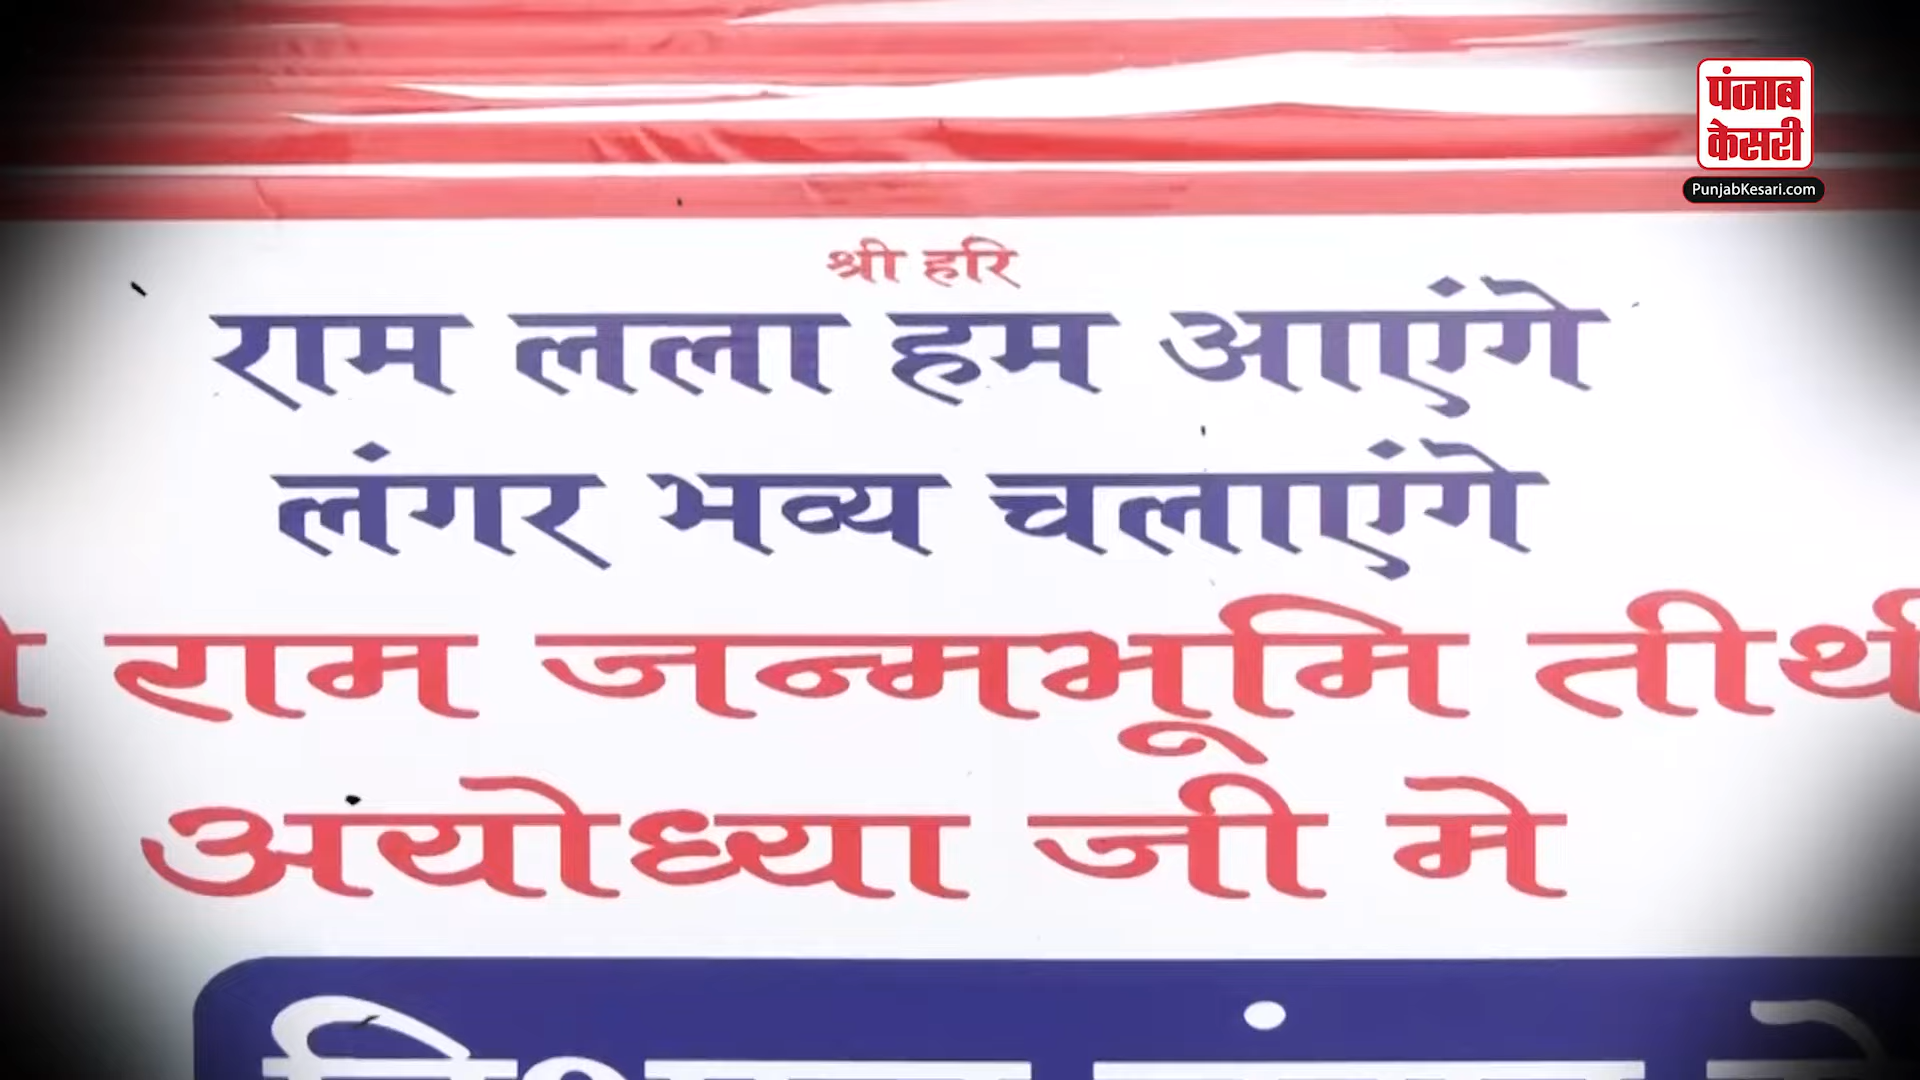 पंजाब
केसरी
PunjabKesari.com
श्री हरि
राम लला हम आएंगे
लंगर भव्य चलाएंगे
राम जन्मभूमि तीर्थ
अयोध्या जी मे